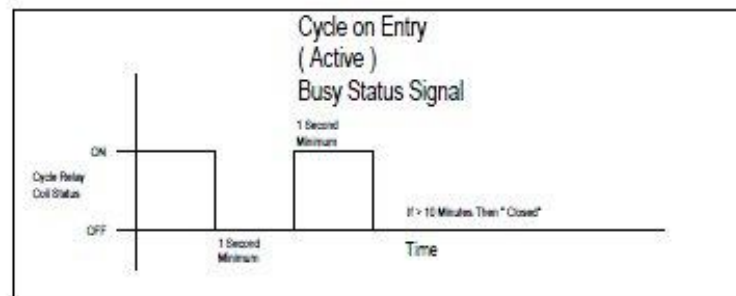 Cycle on Entry
( Active )
Busy Status Signal
1 Second
Minimum
ON
Cycle Relay
Coil Status
If > 10 Minutes Then " Closed"
OFF
1 Second
Minimum
Time